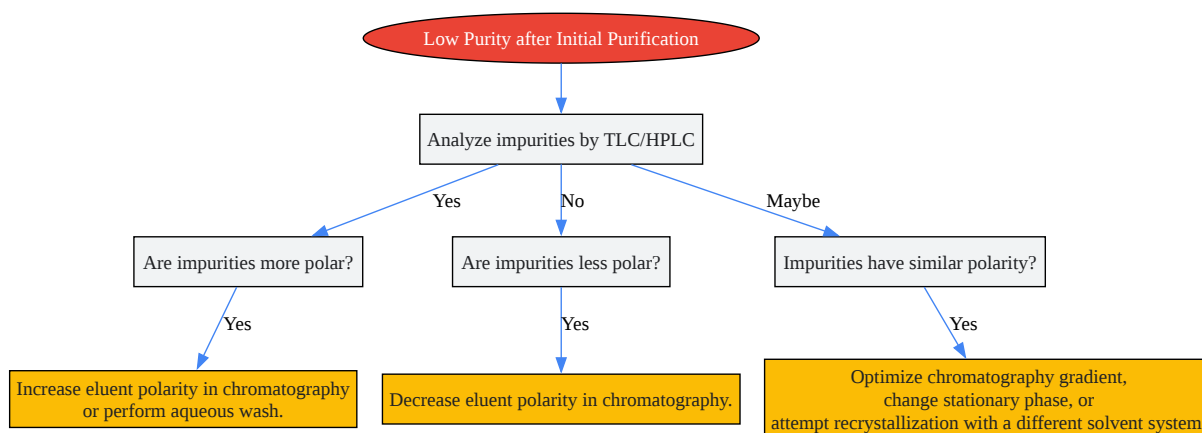 Low Purity after Initial Purification
Analyze impurities by TLC/HPLC
Yes
No
Maybe
Are impurities more polar?
Are impurities less polar?
Impurities have similar polarity?
Yes
Yes
Yes
Increase eluent polarity in chromatography
or perform aqueous wash.
Decrease eluent polarity in chromatography.
Optimize chromatography gradient,
change stationary phase, or
attempt recrystallization with a different solvent system